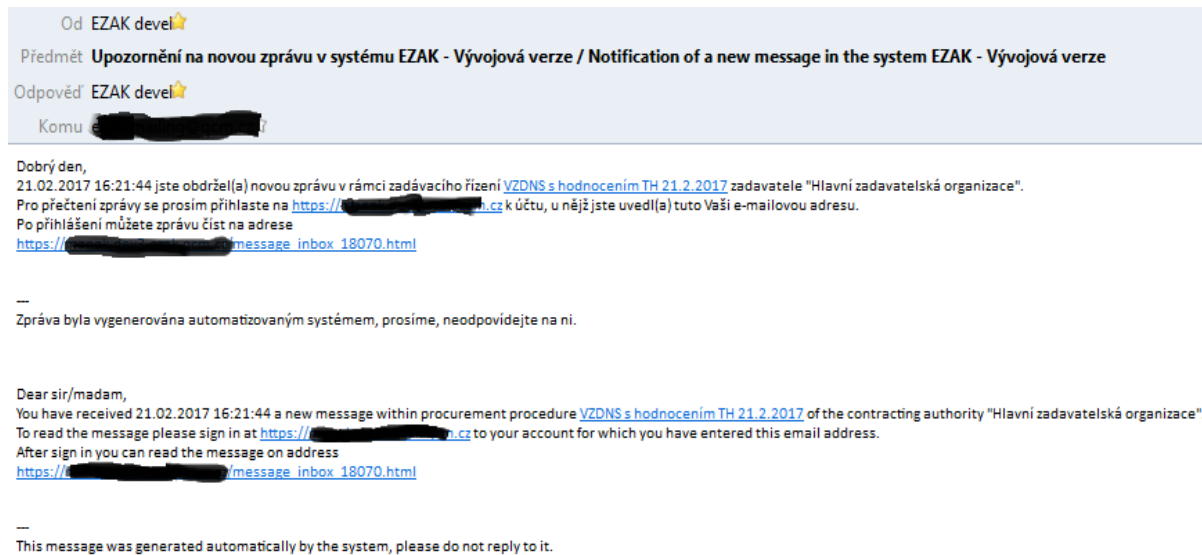 Od EZAK devel
Předmět Upozornění na novou zprávu v systému EZAK - Vývojová verze / Notification of a new message in the system EZAK - Vývojová verze
Odpověď EZAK devel
Komu
Dobrý den,
21.02.2017 16:21:44 jste obdržel(a) novou zprávu v rámci zadávacího řízení VZDNS s hodnocením TH 21.2.2017 zadavatele "Hlavní zadavatelská organizace".
Pro přečtení zprávy se prosím přihlaste na https:// .cz k účtu, u nějž jste uvedl(a) tuto Vaši e-mailovou adresu.
Po přihlášení můžete zprávu číst na adrese
https:// message_inbox_18070.html
---
Zpráva byla vygenerována automatizovaným systémem, prosíme, neodpovídejte na ni.
Dear sir/madam,
You have received 21.02.2017 16:21:44 a new message within procurement procedure VZDNS s hodnocením TH 21.2.2017 of the contracting authority "Hlavní zadavatelská organizace"
To read the message please sign in at https:// .cz to your account for which you have entered this email address.
After sign in you can read the message on address
https:// /message_inbox_18070.html
---
This message was generated automatically by the system, please do not reply to it.